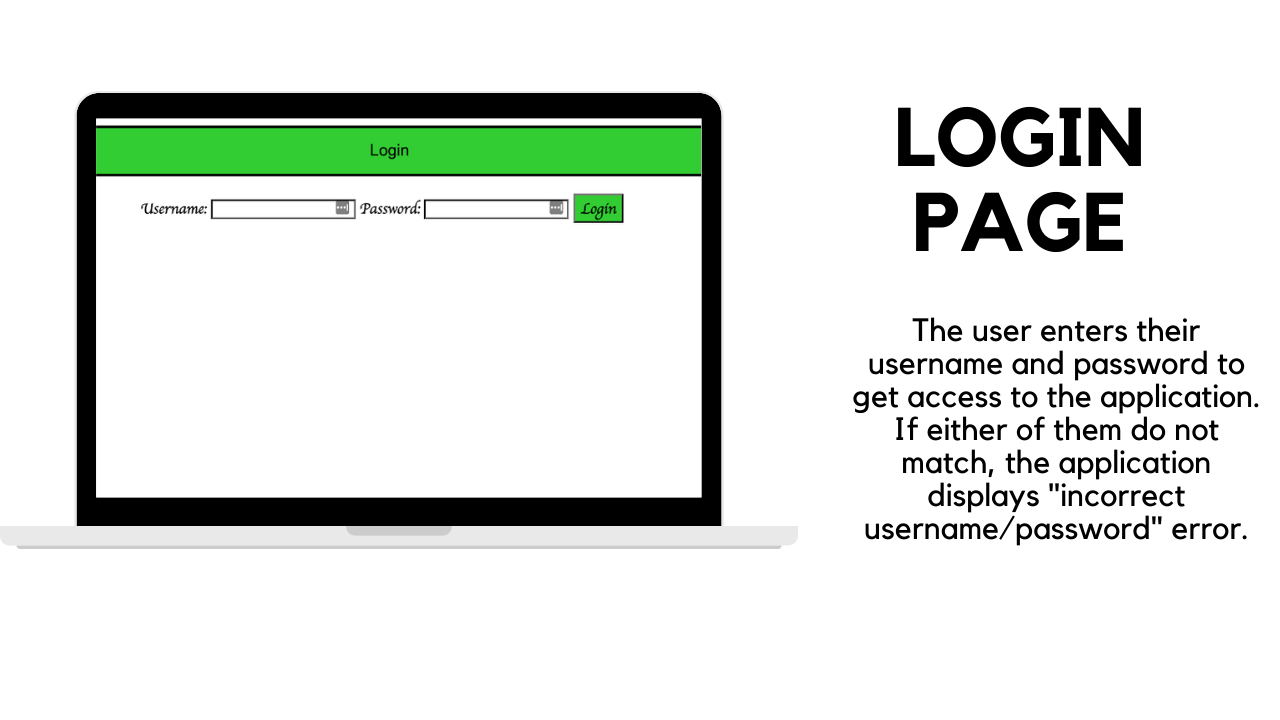 Login
Username: Password: Login
LOGIN
PAGE
The user enters their
username and password to
get access to the application.
If either of them do not
match, the application
displays "incorrect
username/password" error.